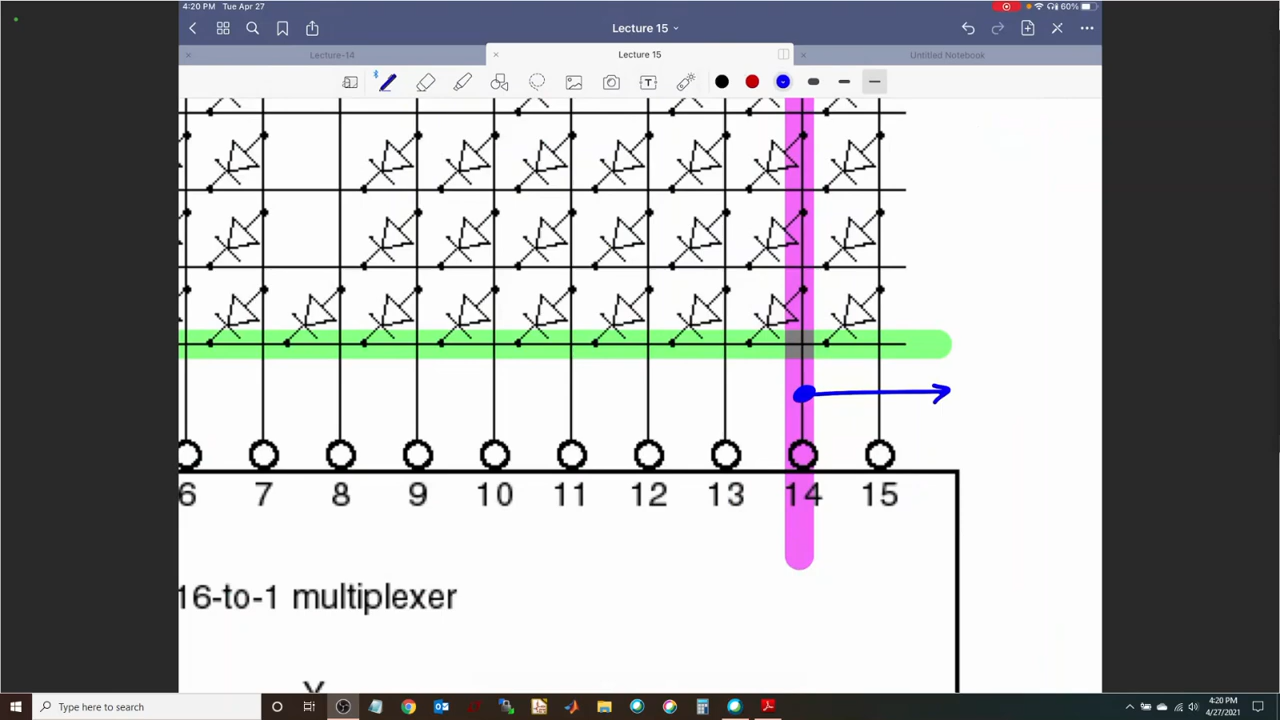 4:20 PM Tue Apr 27
60%
Lecture 15
Lecture-14
Lecture 15
Untitled Notebook
T
6 7 8 9 10 11 12 13 14 15
16-to-1 multiplexer
Type here to search
4:20 PM
4/27/2021